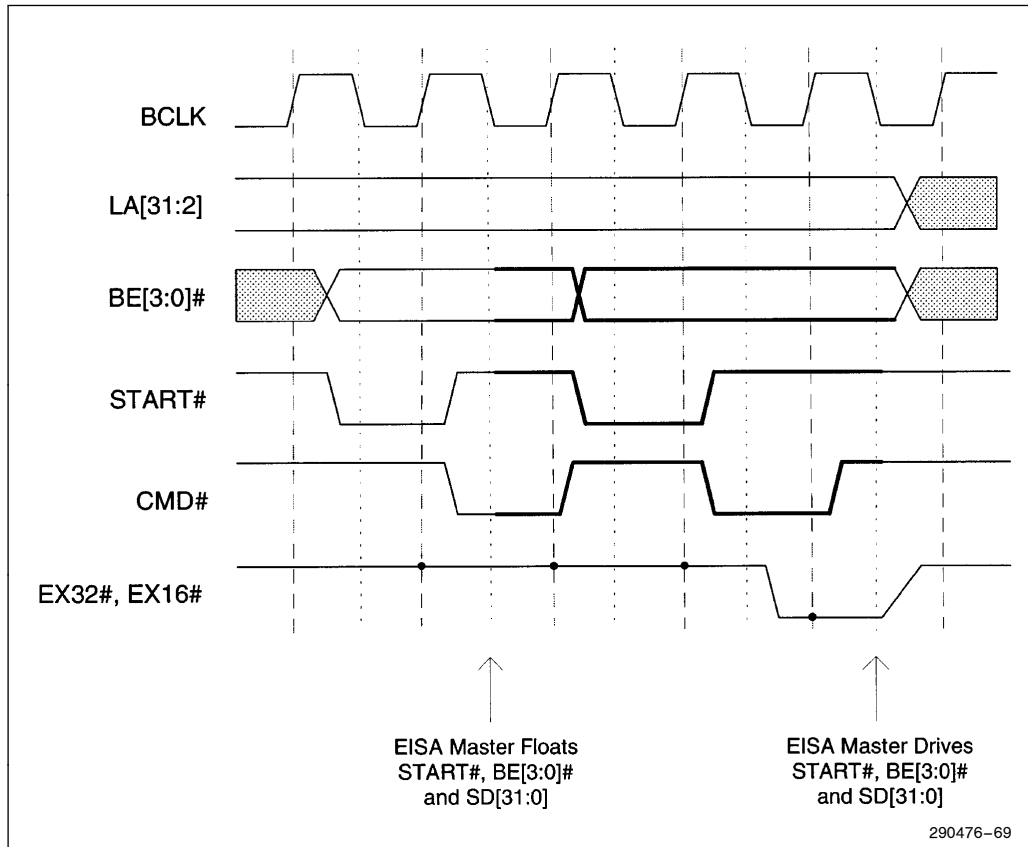 BCLK
LA[31:2]
BE[3:0]#
START#
CMD#
EX32#, EX16#
EISA Master Floats
START#, BE[3:0]#
and SD[31:0]
EISA Master Drives
START#, BE[3:0]#
and SD[31:0]
290476–69